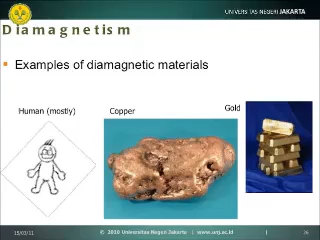 UNIVERSITAS NEGERI JAKARTA
Diamagnetism
Examples of diamagnetic materials
Human (mostly)
Copper
Gold
15/03/11
© 2010 Universitas Negeri Jakarta | www.unj.ac.id |
26